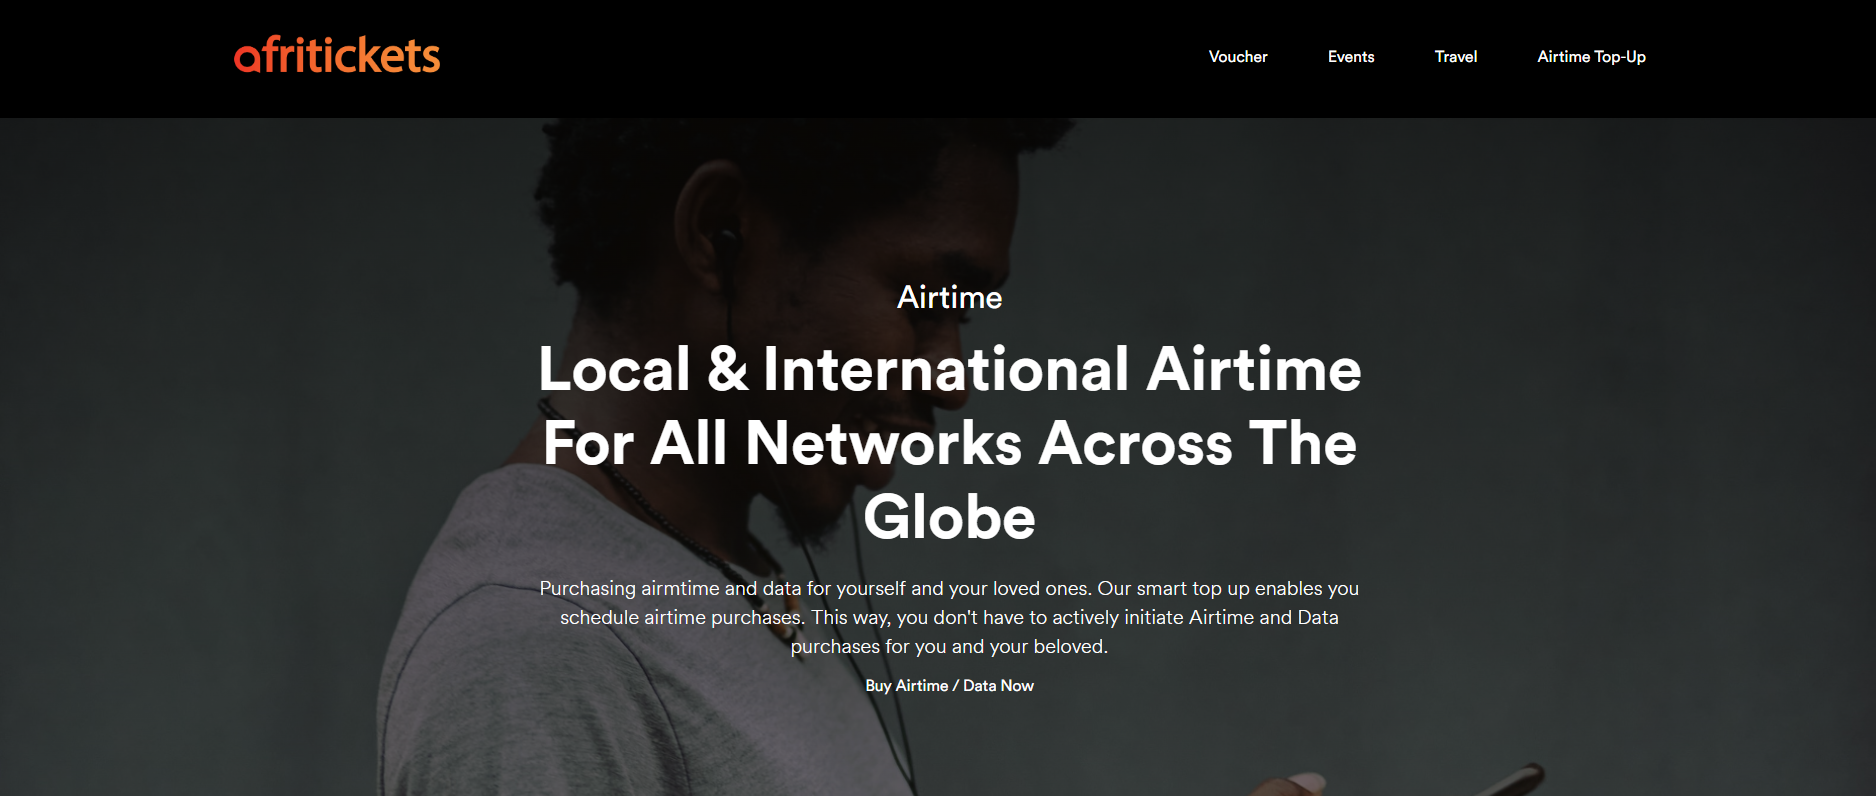 afritickets
Voucher Events Travel Airtime Top-Up
Airtime
Local & International Airtime
For All Networks Across The
Globe
Purchasing airmtime and data for yourself and your loved ones. Our smart top up enables you
schedule airtime purchases. This way, you don't have to actively initiate Airtime and Data
purchases for you and your beloved.
Buy Airtime / Data Now